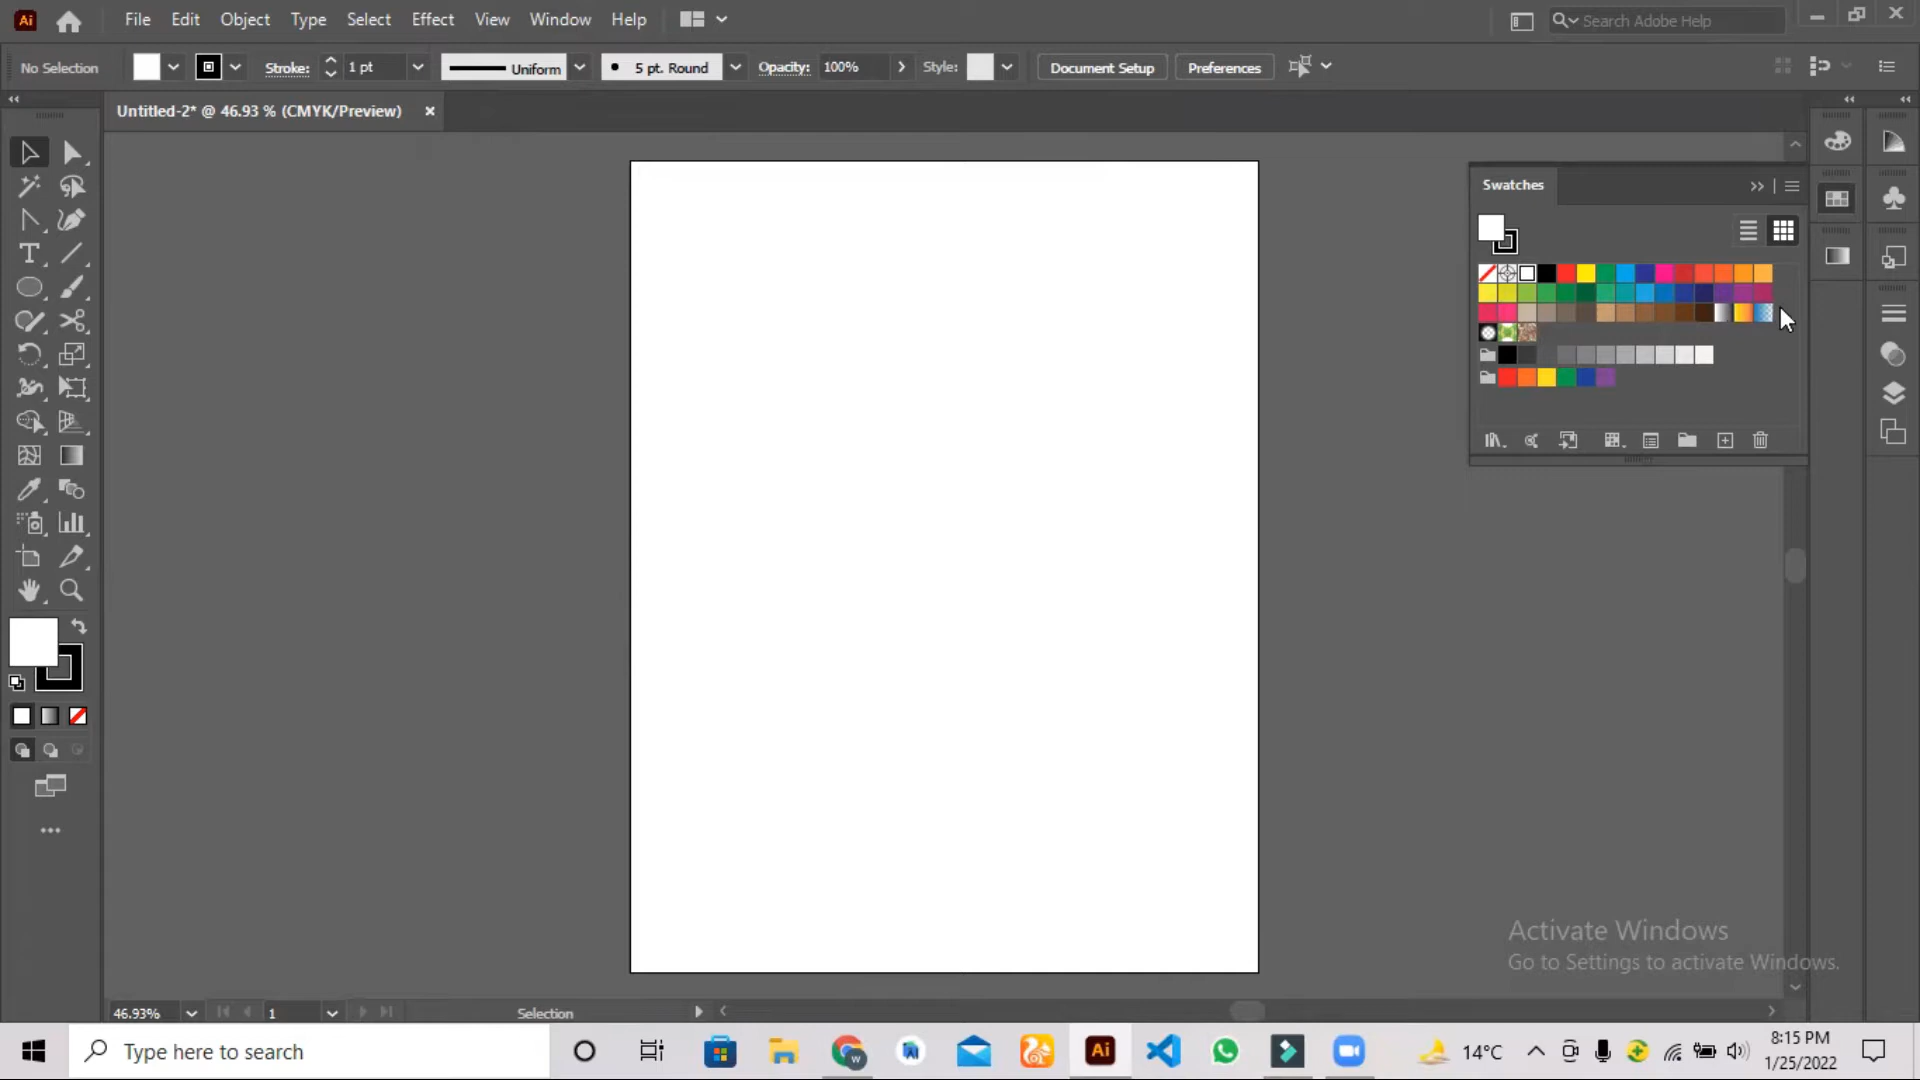 Ai File Edit Object Type Select Effect View Window Help Search Adobe Help
No Selection Stroke: 1 pt Uniform 5 pt. Round Opacity: 100% Style: Document Setup Preferences
Untitled-2* @ 46.93 % (CMYK/Preview)
Swatches
Activate Windows
Go to Settings to activate Windows.
46.93% 1 Selection
Type here to search
Ai
14°C
8:15 PM
1/25/2022